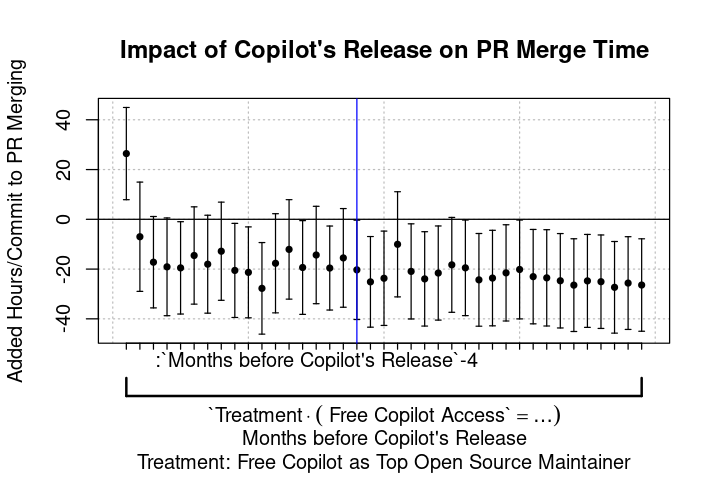 Impact of Copilot's Release on PR Merge Time
Added Hours/Commit to PR Merging
40
20
0
-20
-40
:`Months before Copilot's Release`-4
`Treatment · ( Free Copilot Access` = …)
Months before Copilot's Release
Treatment: Free Copilot as Top Open Source Maintainer